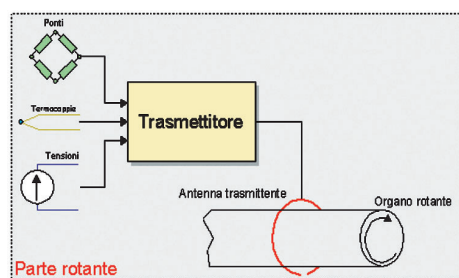 Ponti
Termocoppie
Trasmettitore
Tensioni
Antenna trasmittente
Organo rotante
Parte rotante